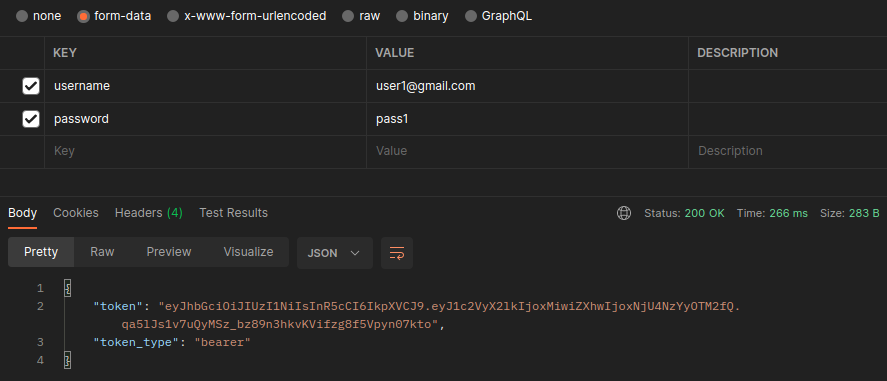 none form-data x-www-form-urlencoded raw binary GraphQL
KEY VALUE DESCRIPTION
username user1@gmail.com
password pass1
Key Value Description
Body Cookies Headers (4) Test Results Status: 200 OK Time: 266 ms Size: 283 B
Pretty Raw Preview Visualize JSON
1 {
2 "token": "eyJhbGciOiJIUzI1NiIsInR5cCI6IkpXVCJ9.eyJ1c2VyX2lkIjoxMiwiZXhwIjoxNjU4NzYyOTM2fQ.
qa5lJs1v7uQyMSz_bz89n3hkvKVifzg8f5Vpyn07kto",
3 "token_type": "bearer"
4 }